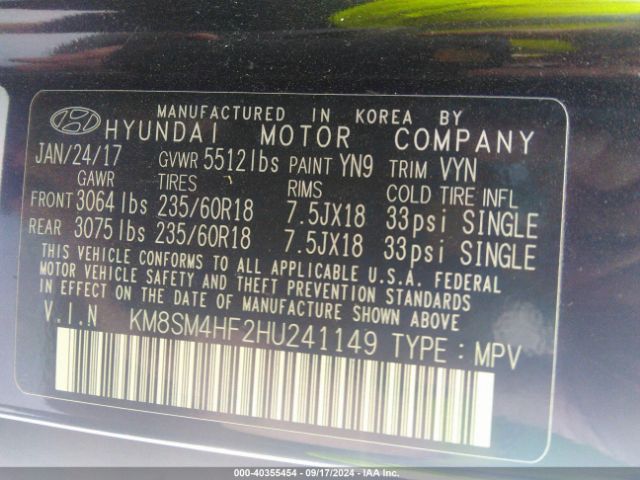 MANUFACTURED IN KOREA BY
HYUNDAI MOTOR COMPANY
JAN/24/17 GVWR 5512lbs PAINT YN9 TRIM VYN
GAWR TIRES RIMS COLD TIRE INFL
FRONT 3064lbs 235/60R18 7.5JX18 33psi SINGLE
REAR 3075lbs 235/60R18 7.5JX18 33psi SINGLE
THIS VEHICLE CONFORMS TO ALL APPLICABLE U.S.A. FEDERAL
MOTOR VEHICLE SAFETY AND THEFT PREVENTION STANDARDS
IN EFFECT ON THE DATE OF MANUFACTURE SHOWN ABOVE.
V.I.N KM8SM4HF2HU241149 TYPE : MPV
000-40355454 - 09/17/2024 - IAA Inc.